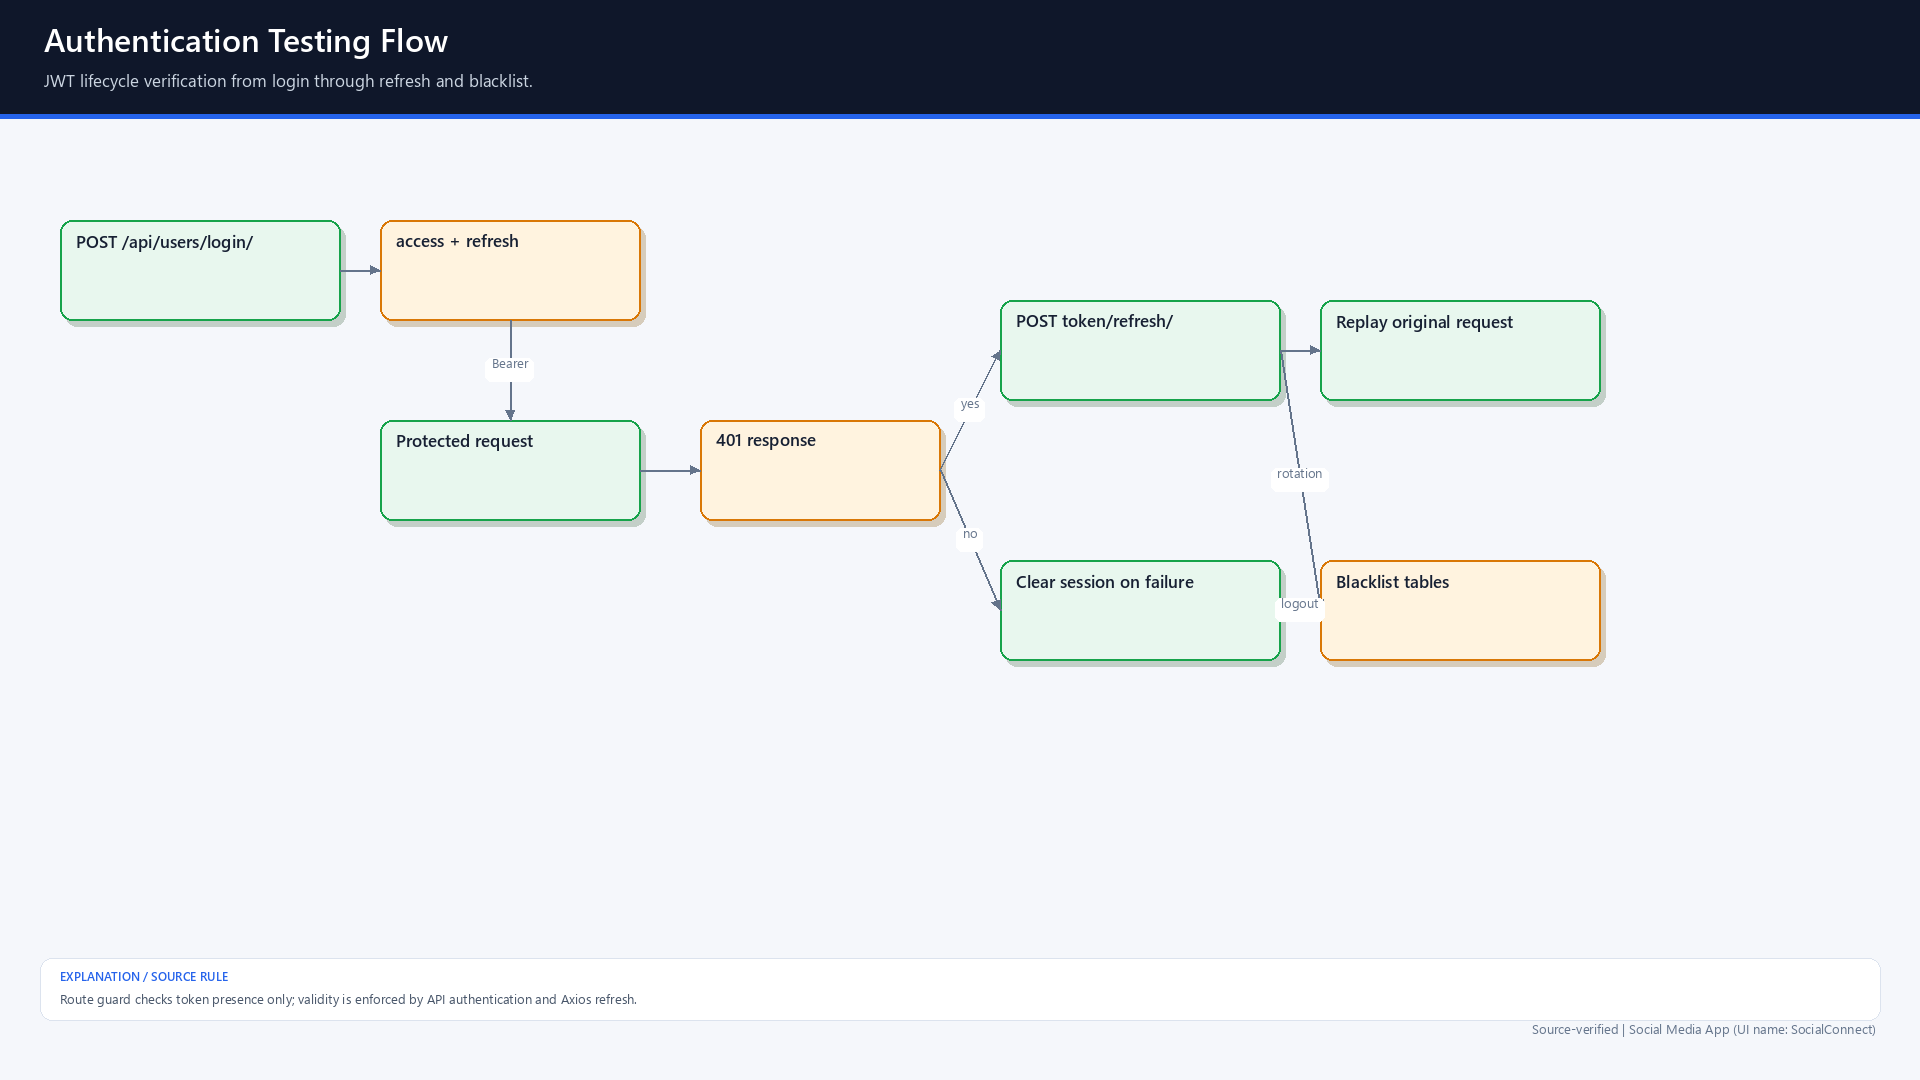 Authentication Testing Flow
JWT lifecycle verification from login through refresh and blacklist.
POST /api/users/login/
access + refresh
Bearer
Protected request
401 response
yes
no
POST token/refresh/
Replay original request
rotation
Clear session on failure
logout
Blacklist tables
EXPLANATION / SOURCE RULE
Route guard checks token presence only; validity is enforced by API authentication and Axios refresh.
Source-verified | Social Media App (UI name: SocialConnect)